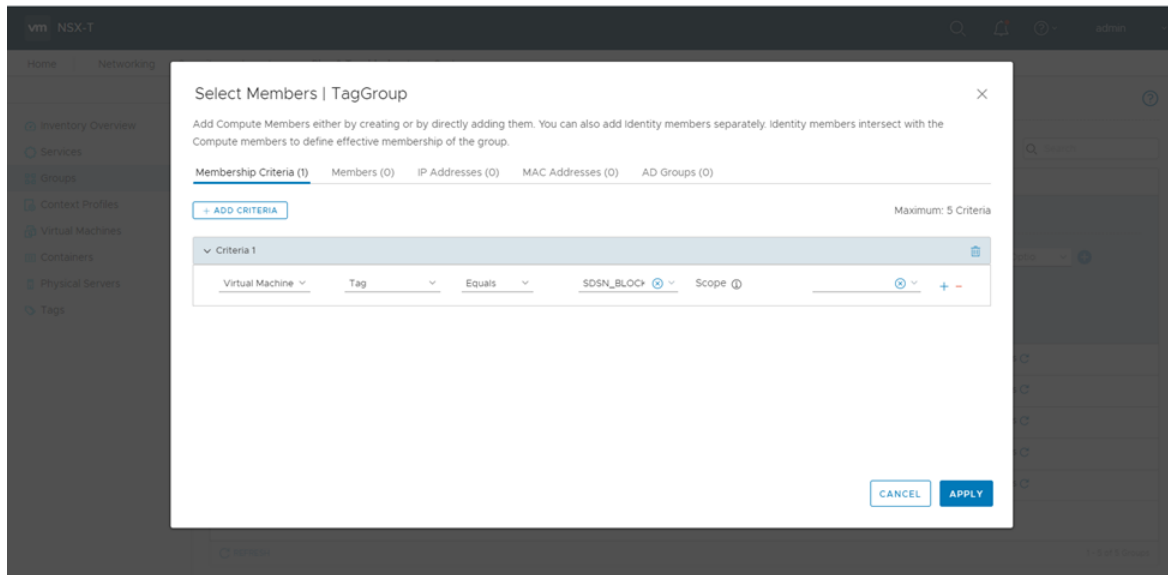 vm NSX-T
admin
Home Networking
Select Members | TagGroup
Add Compute Members either by creating or by directly adding them. You can also add Identity members separately. Identity members intersect with the
Compute members to define effective membership of the group.
Inventory Overview
Services
Groups
Context Profiles
Virtual Machines
Containers
Physical Servers
Tags
Membership Criteria (1) Members (0) IP Addresses (0) MAC Addresses (0) AD Groups (0)
+ ADD CRITERIA
Maximum: 5 Criteria
Criteria 1
Virtual Machine Tag Equals SDSN_BLOCK Scope
CANCEL APPLY